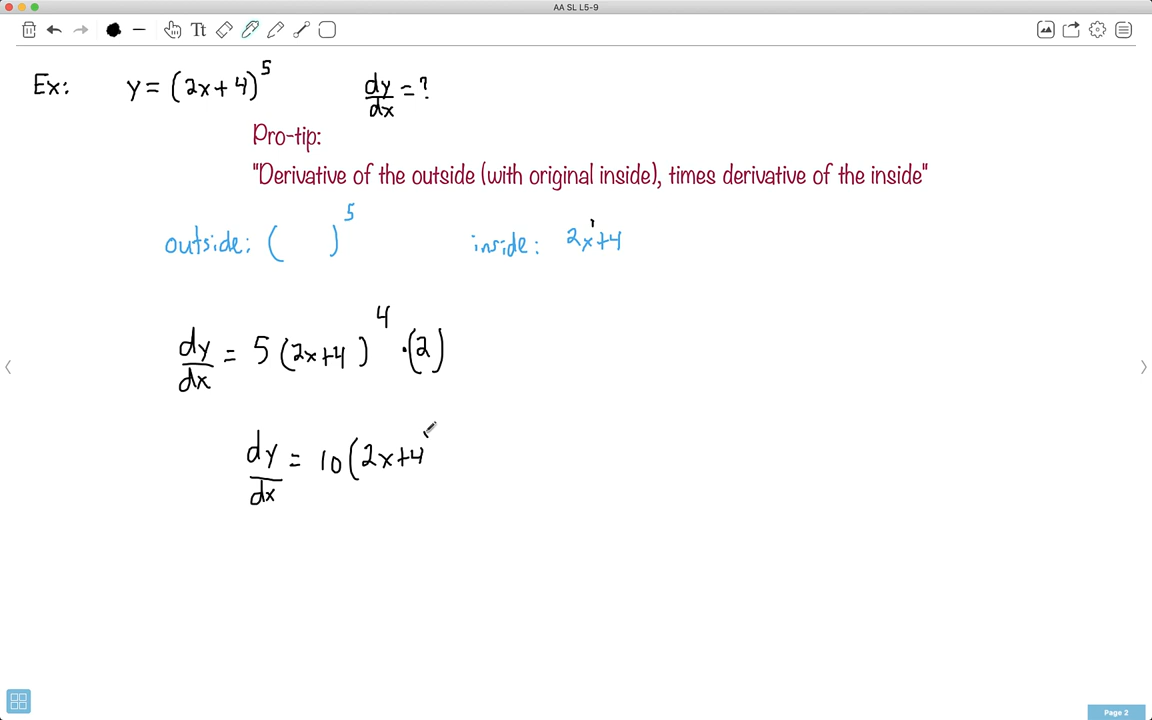 AA SL L5-9
Tt
Ex: y = (2x+4)^5 dy/dx = ?
Pro-tip:
"Derivative of the outside (with original inside), times derivative of the inside"
outside: ( )^5 inside: 2x^1+4
dy/dx = 5(2x+4)^4 · (2)
dy/dx = 10(2x+4
Page 2